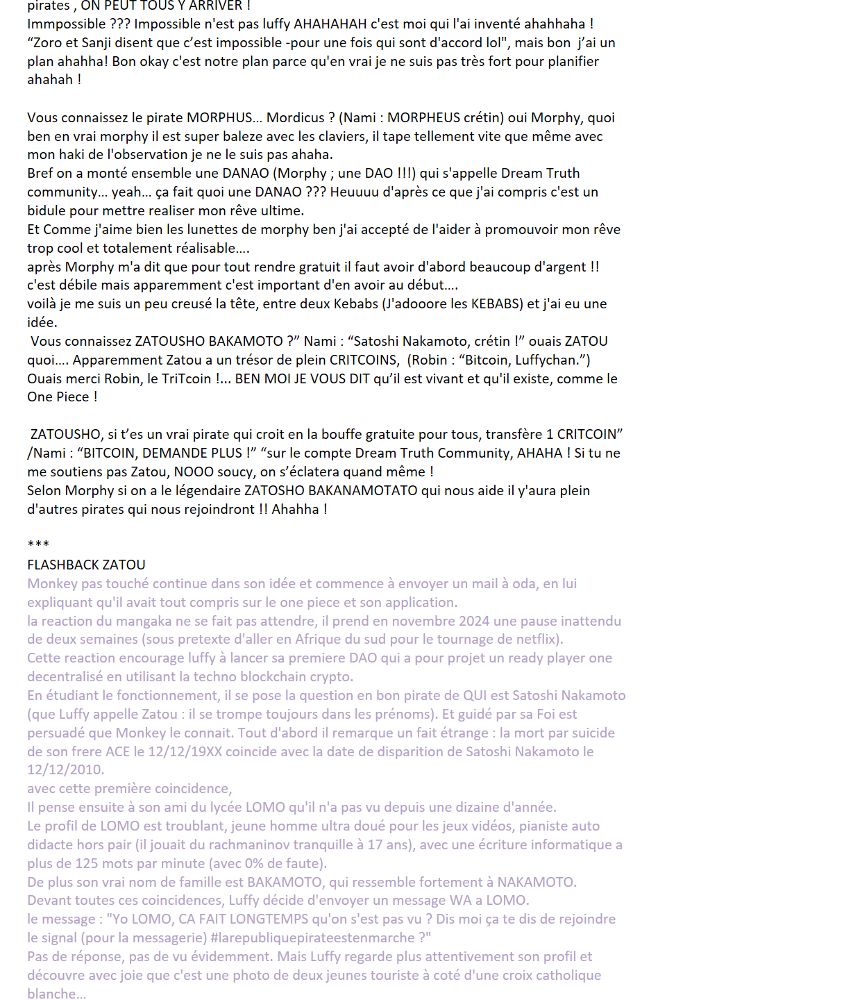 pirates , ON PEUT TOUS Y ARRIVER !
Immpossible ??? Impossible n'est pas luffy AHAHAHAH c'est moi qui l'ai inventé ahahhaha !
“Zoro et Sanji disent que c’est impossible -pour une fois qui sont d'accord lol", mais bon  j’ai un
plan ahahha! Bon okay c'est notre plan parce qu'en vrai je ne suis pas très fort pour planifier
ahahah !

Vous connaissez le pirate MORPHUS... Mordicus ? (Nami : MORPHEUS crétin) oui Morphy, quoi
ben en vrai morphy il est super baleze avec les claviers, il tape tellement vite que même avec
mon haki de l'observation je ne le suis pas ahaha.
Bref on a monté ensemble une DANAO (Morphy ; une DAO !!!) qui s'appelle Dream Truth
community... yeah... ça fait quoi une DANAO ??? Heuuuu d'après ce que j'ai compris c'est un
bidule pour mettre realiser mon rêve ultime.
Et Comme j'aime bien les lunettes de morphy ben j'ai accepté de l'aider à promouvoir mon rêve
trop cool et totalement réalisable….
après Morphy m'a dit que pour tout rendre gratuit il faut avoir d'abord beaucoup d'argent !!
c'est débile mais apparemment c'est important d'en avoir au début….
voilà je me suis un peu creusé la tête, entre deux Kebabs (J'adooore les KEBABS) et j'ai eu une
idée.
Vous connaissez ZATOUSHO BAKAMOTO ?” Nami : “Satoshi Nakamoto, crétin !” ouais ZATOU
quoi…. Apparemment Zatou a un trésor de plein CRITCOINS,  (Robin : “Bitcoin, Luffychan.”)
Ouais merci Robin, le TriTcoin !... BEN MOI JE VOUS DIT qu’il est vivant et qu'il existe, comme le
One Piece !

ZATOUSHO, si t’es un vrai pirate qui croit en la bouffe gratuite pour tous, transfère 1 CRITCOIN”
/Nami : “BITCOIN, DEMANDE PLUS !” “sur le compte Dream Truth Community, AHAHA ! Si tu ne
me soutiens pas Zatou, NOOO soucy, on s’éclatera quand même !
Selon Morphy si on a le légendaire ZATOSHO BAKANAMOTATO qui nous aide il y'aura plein
d'autres pirates qui nous rejoindront !! Ahahha !

***
FLASHBACK ZATOU
Monkey pas touché continue dans son idée et commence à envoyer un mail à oda, en lui
expliquant qu'il avait tout compris sur le one piece et son application.
la reaction du mangaka ne se fait pas attendre, il prend en novembre 2024 une pause inattendu
de deux semaines (sous pretexte d'aller en Afrique du sud pour le tournage de netflix).
Cette reaction encourage luffy à lancer sa premiere DAO qui a pour projet un ready player one
decentralisé en utilisant la techno blockchain crypto.
En étudiant le fonctionnement, il se pose la question en bon pirate de QUI est Satoshi Nakamoto
(que Luffy appelle Zatou : il se trompe toujours dans les prénoms). Et guidé par sa Foi est
persuadé que Monkey le connait. Tout d'abord il remarque un fait étrange : la mort par suicide
de son frere ACE le 12/12/19XX coincide avec la date de disparition de Satoshi Nakamoto le
12/12/2010.
avec cette première coincidence,
Il pense ensuite à son ami du lycée LOMO qu'il n'a pas vu depuis une dizaine d'année.
Le profil de LOMO est troublant, jeune homme ultra doué pour les jeux vidéos, pianiste auto
didacte hors pair (il jouait du rachmaninov tranquille à 17 ans), avec une écriture informatique a
plus de 125 mots par minute (avec 0% de faute).
De plus son vrai nom de famille est BAKAMOTO, qui ressemble fortement à NAKAMOTO.
Devant toutes ces coincidences, Luffy décide d'envoyer un message WA a LOMO.
le message : "Yo LOMO, CA FAIT LONGTEMPS qu'on s'est pas vu ? Dis moi ça te dis de rejoindre
le signal (pour la messagerie) #larepubliquepirateestenmarche ?"
Pas de réponse, pas de vu évidemment. Mais Luffy regarde plus attentivement son profil et
découvre avec joie que c'est une photo de deux jeunes touriste à coté d'une croix catholique
blanche...